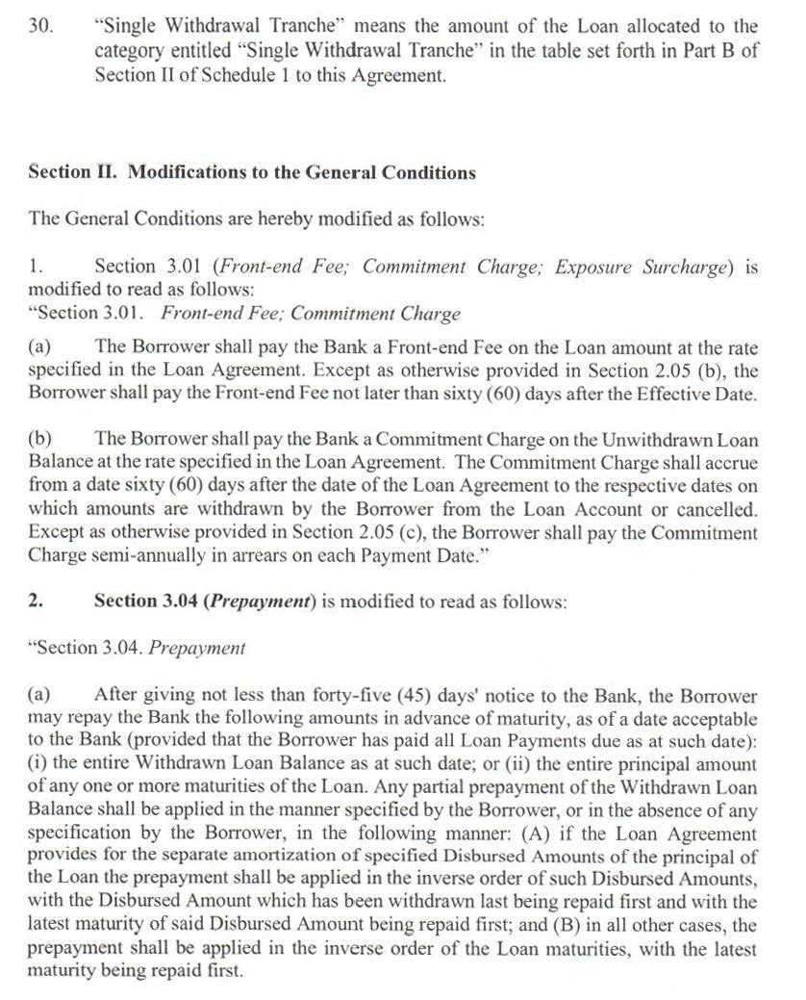 30. “Single Withdrawal Tranche” means the amount of the Loan allocated to the
category entitled “Single Withdrawal Tranche” in the table set forth in Part B of
Section II of Schedule 1 to this Agreement.
Section II. Modifications to the General Conditions
The General Conditions are hereby modified as follows:
1. Section 3.01 (Front-end Fee; Commitment Charge; Exposure Surcharge) is
modified to read as follows:
“Section 3.01. Front-end Fee; Commitment Charge
(a) The Borrower shall pay the Bank a Front-end Fee on the Loan amount at the rate
specified in the Loan Agreement. Except as otherwise provided in Section 2.05 (b), the
Borrower shall pay the Front-end Fee not later than sixty (60) days after the Effective Date.
(b) The Borrower shall pay the Bank a Commitment Charge on the Unwithdrawn Loan
Balance at the rate specified in the Loan Agreement. The Commitment Charge shall accrue
from a date sixty (60) days after the date of the Loan Agreement to the respective dates on
which amounts are withdrawn by the Borrower from the Loan Account or cancelled.
Except as otherwise provided in Section 2.05 (c), the Borrower shall pay the Commitment
Charge semi-annually in arrears on each Payment Date.”
2. Section 3.04 (Prepayment) is modified to read as follows:
“Section 3.04. Prepayment
(a) After giving not less than forty-five (45) days' notice to the Bank, the Borrower
may repay the Bank the following amounts in advance of maturity, as of a date acceptable
to the Bank (provided that the Borrower has paid all Loan Payments due as at such date):
(i) the entire Withdrawn Loan Balance as at such date; or (ii) the entire principal amount
of any one or more maturities of the Loan. Any partial prepayment of the Withdrawn Loan
Balance shall be applied in the manner specified by the Borrower, or in the absence of any
specification by the Borrower, in the following manner: (A) if the Loan Agreement
provides for the separate amortization of specified Disbursed Amounts of the principal of
the Loan the prepayment shall be applied in the inverse order of such Disbursed Amounts,
with the Disbursed Amount which has been withdrawn last being repaid first and with the
latest maturity of said Disbursed Amount being repaid first; and (B) in all other cases, the
prepayment shall be applied in the inverse order of the Loan maturities, with the latest
maturity being repaid first.